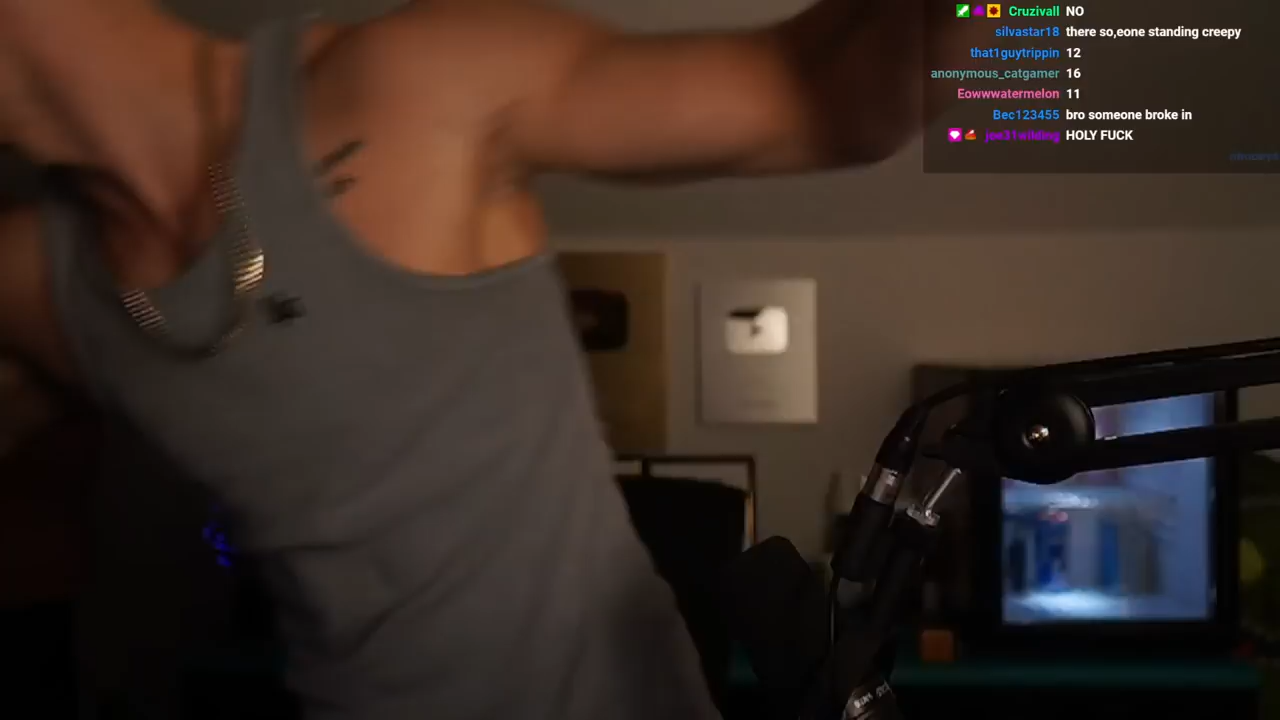 Cruzivall NO
silvastar18 there so,eone standing creepy
that1guytrippin 12
anonymous_catgamer 16
Eowwwatermelon 11
Bec123455 bro someone broke in
joe31wilding HOLY FUCK